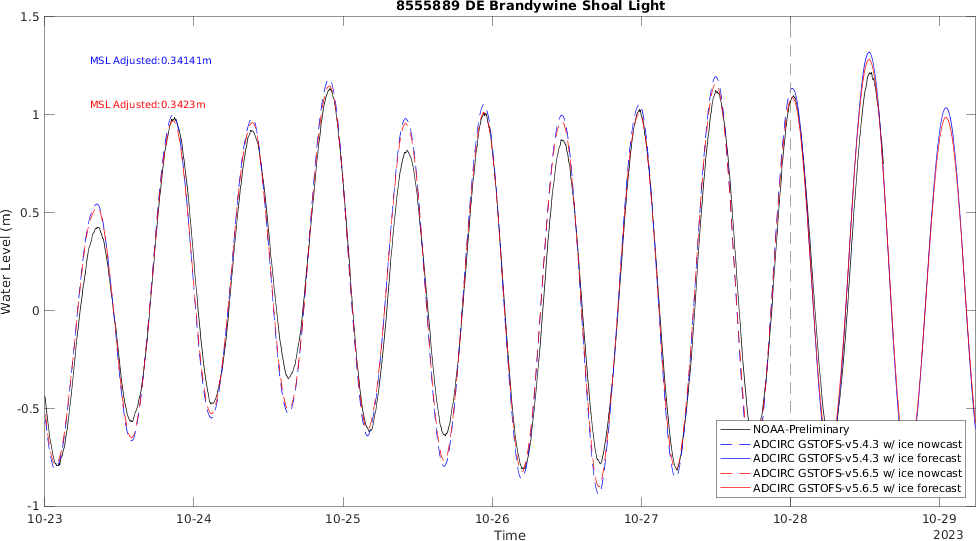 8555889 DE Brandywine Shoal Light
1.5
MSL Adjusted:0.34141m
MSL Adjusted:0.3423m
1
0.5
Water Level (m)
0
-0.5
-1
NOAA-Preliminary
ADCIRC GSTOFS-v5.4.3 w/ ice nowcast
ADCIRC GSTOFS-v5.4.3 w/ ice forecast
ADCIRC GSTOFS-v5.6.5 w/ ice nowcast
ADCIRC GSTOFS-v5.6.5 w/ ice forecast
10-23 10-24 10-25 10-26 10-27 10-28 10-29
Time
2023